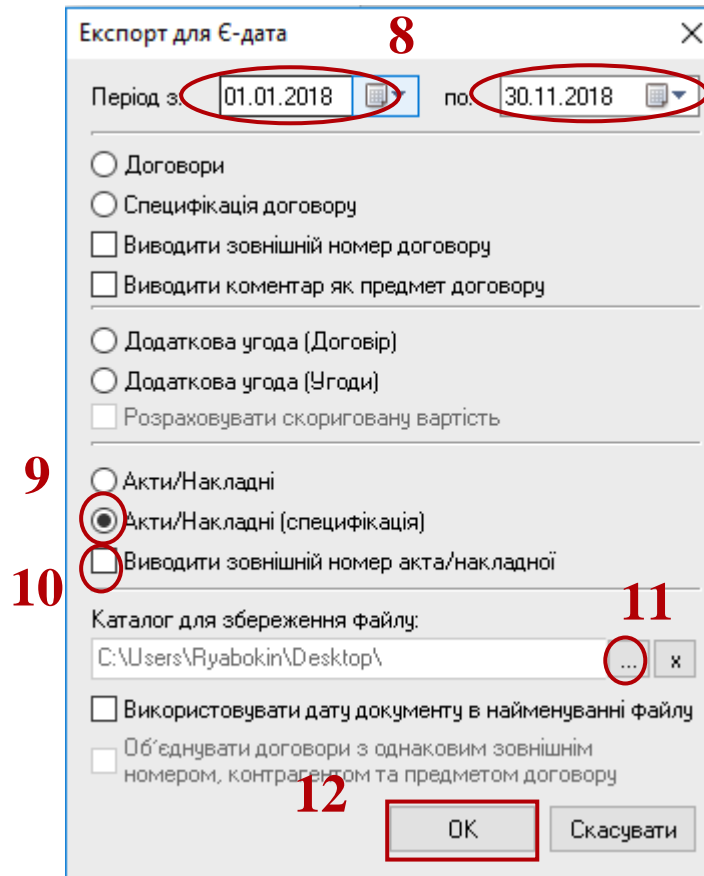 Експорт для Є-дата 8
Період з: 01.01.2018 по: 30.11.2018
Договори
Специфікація договору
Виводити зовнішній номер договору
Виводити коментар як предмет договору
Додаткова угода (Договір)
Додаткова угода (Угоди)
Розраховувати скориговану вартість
9
Акти/Накладні
Акти/Накладні (специфікація)
Виводити зовнішній номер акта/накладної
10
11
Каталог для збереження файлу:
C:\Users\Ryabokin\Desktop\ ... x
Використовувати дату документу в найменуванні файлу
Об'єднувати договори з однаковим зовнішнім
номером, контрагентом та предметом договору
12
OK Скасувати